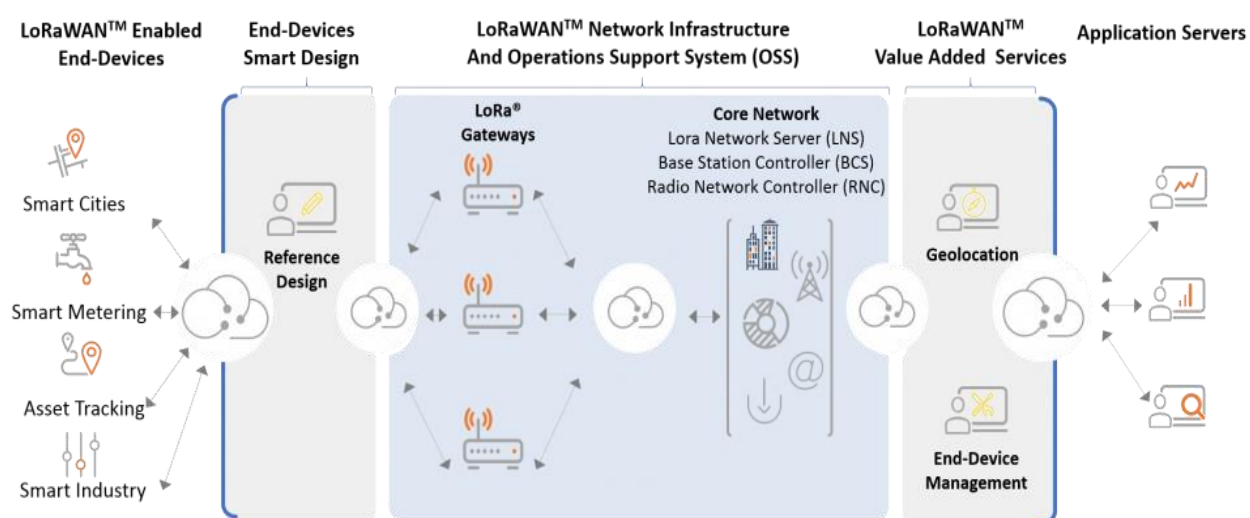 LoRaWAN™ Enabled
End-Devices
End-Devices
Smart Design
LoRaWAN™ Network Infrastructure
And Operations Support System (OSS)
LoRaWAN™
Value Added Services
Application Servers
Smart Cities
Smart Metering
Asset Tracking
Smart Industry
Reference
Design
LoRa®
Gateways
Core Network
Lora Network Server (LNS)
Base Station Controller (BCS)
Radio Network Controller (RNC)
@
Geolocation
End-Device
Management